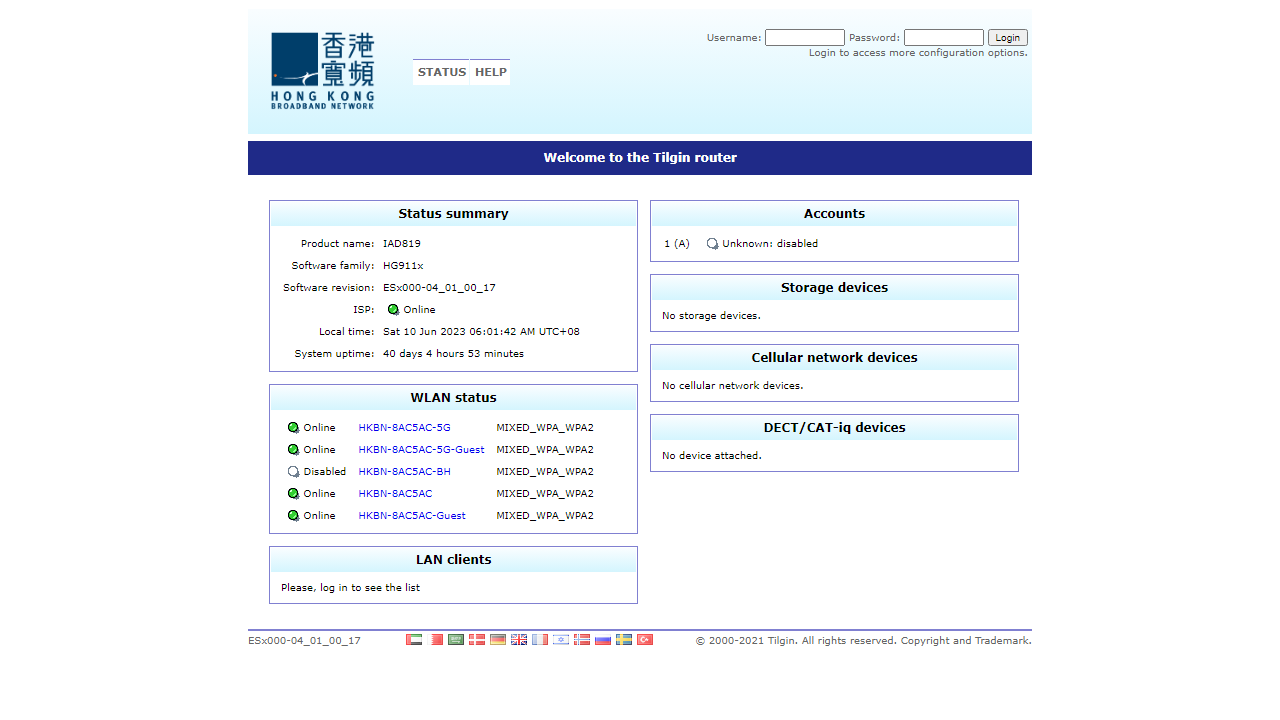 香港
寬頻
HONG KONG
BROADBAND NETWORK
STATUS HELP
Username: Password: Login
Login to access more configuration options.
Welcome to the Tilgin router
Status summary
Product name: IAD819
Software family: HG911x
Software revision: ESx000-04_01_00_17
ISP: Online
Local time: Sat 10 Jun 2023 06:01:42 AM UTC+08
System uptime: 40 days 4 hours 53 minutes
WLAN status
Online HKBN-8AC5AC-5G MIXED_WPA_WPA2
Online HKBN-8AC5AC-5G-Guest MIXED_WPA_WPA2
Disabled HKBN-8AC5AC-BH MIXED_WPA_WPA2
Online HKBN-8AC5AC MIXED_WPA_WPA2
Online HKBN-8AC5AC-Guest MIXED_WPA_WPA2
LAN clients
Please, log in to see the list
Accounts
1 (A) Unknown: disabled
Storage devices
No storage devices.
Cellular network devices
No cellular network devices.
DECT/CAT-iq devices
No device attached.
ESx000-04_01_00_17
© 2000-2021 Tilgin. All rights reserved. Copyright and Trademark.